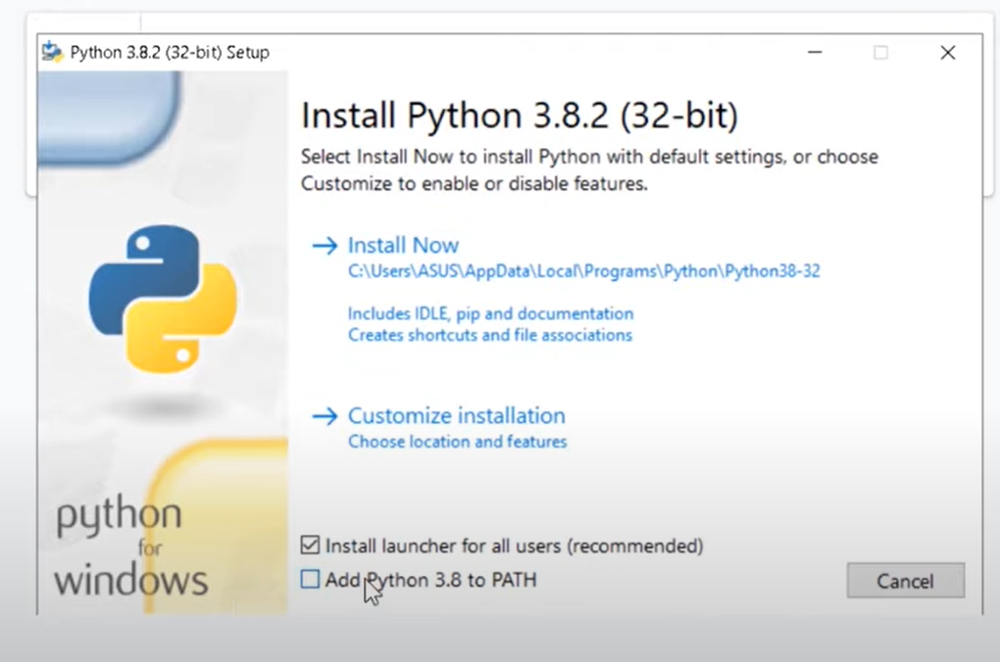 Python 3.8.2 (32-bit) Setup
Install Python 3.8.2 (32-bit)
Select Install Now to install Python with default settings, or choose
Customize to enable or disable features.
Install Now
C:\Users\ASUS\AppData\Local\Programs\Python\Python38-32
Includes IDLE, pip and documentation
Creates shortcuts and file associations
Customize installation
Choose location and features
python
for
windows
Install launcher for all users (recommended)
Add Python 3.8 to PATH
Cancel